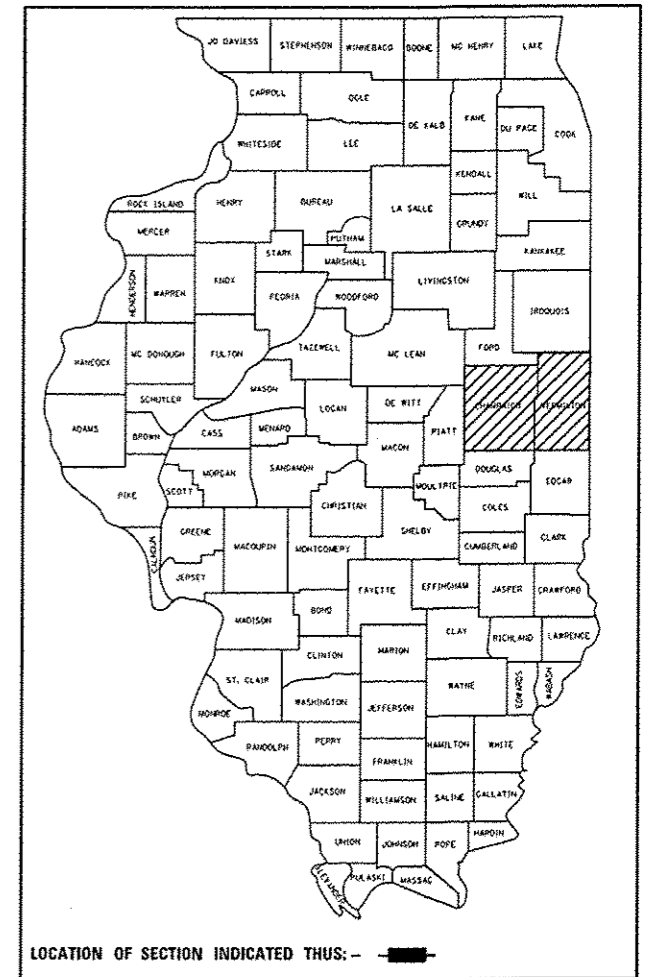 JO DAVIESS STEPHENSON WINNEBAGO BOONE MC HENRY LAKE
CARROLL OGLE DE KALB KANE DU PAGE COOK
WHITESIDE LEE
KENDALL WILL
ROCK ISLAND HENRY BUREAU LA SALLE GRUNDY
MERCER PUTNAM KANKAKEE
STARK MARSHALL
HENDERSON WARREN KNOX PEORIA WOODFORD LIVINGSTON IROQUOIS
HANCOCK MC DONOUGH FULTON TAZEWELL MC LEAN FORD
SCHUYLER MASON LOGAN DE WITT CHAMPAIGN VERMILION
ADAMS BROWN CASS MENARD MACON PIATT
MORGAN SANGAMON DOUGLAS EDGAR
PIKE SCOTT CHRISTIAN MOULTRIE COLES
GREENE SHELBY
CALHOUN MACOUPIN MONTGOMERY CUMBERLAND CLARK
JERSEY FAYETTE EFFINGHAM JASPER CRAWFORD
MADISON BOND
CLAY RICHLAND LAWRENCE
CLINTON MARION
ST. CLAIR WAYNE EDWARDS WABASH
MONROE WASHINGTON JEFFERSON
RANDOLPH PERRY HAMILTON WHITE
FRANKLIN
JACKSON WILLIAMSON SALINE GALLATIN
UNION JOHNSON POPE HARDIN
ALEXANDER PULASKI MASSAC
LOCATION OF SECTION INDICATED THUS: -